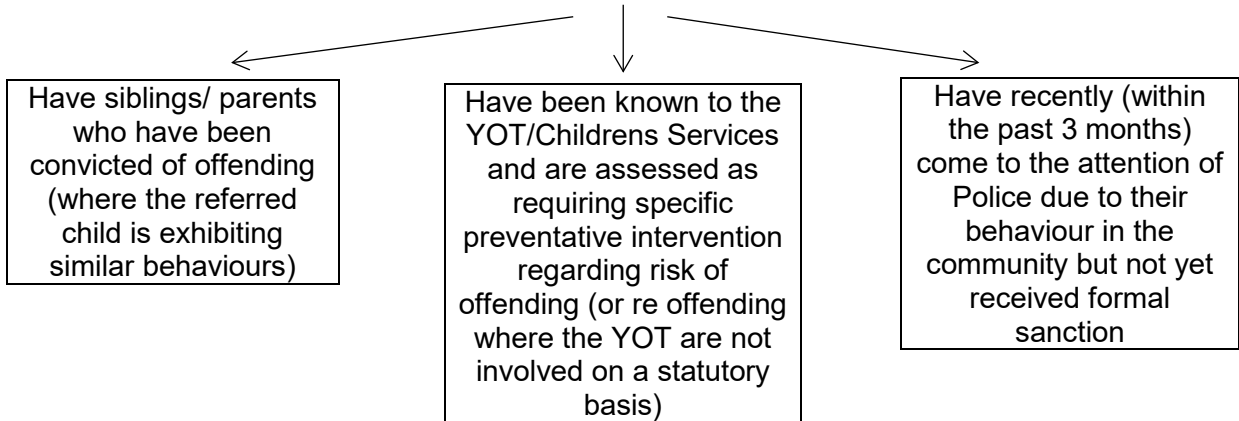 Have siblings/ parents
who have been
convicted of offending
(where the referred
child is exhibiting
similar behaviours)
Have been known to the
YOT/Childrens Services
and are assessed as
requiring specific
preventative intervention
regarding risk of
offending (or re offending
where the YOT are not
involved on a statutory
basis)
Have recently (within
the past 3 months)
come to the attention of
Police due to their
behaviour in the
community but not yet
received formal
sanction